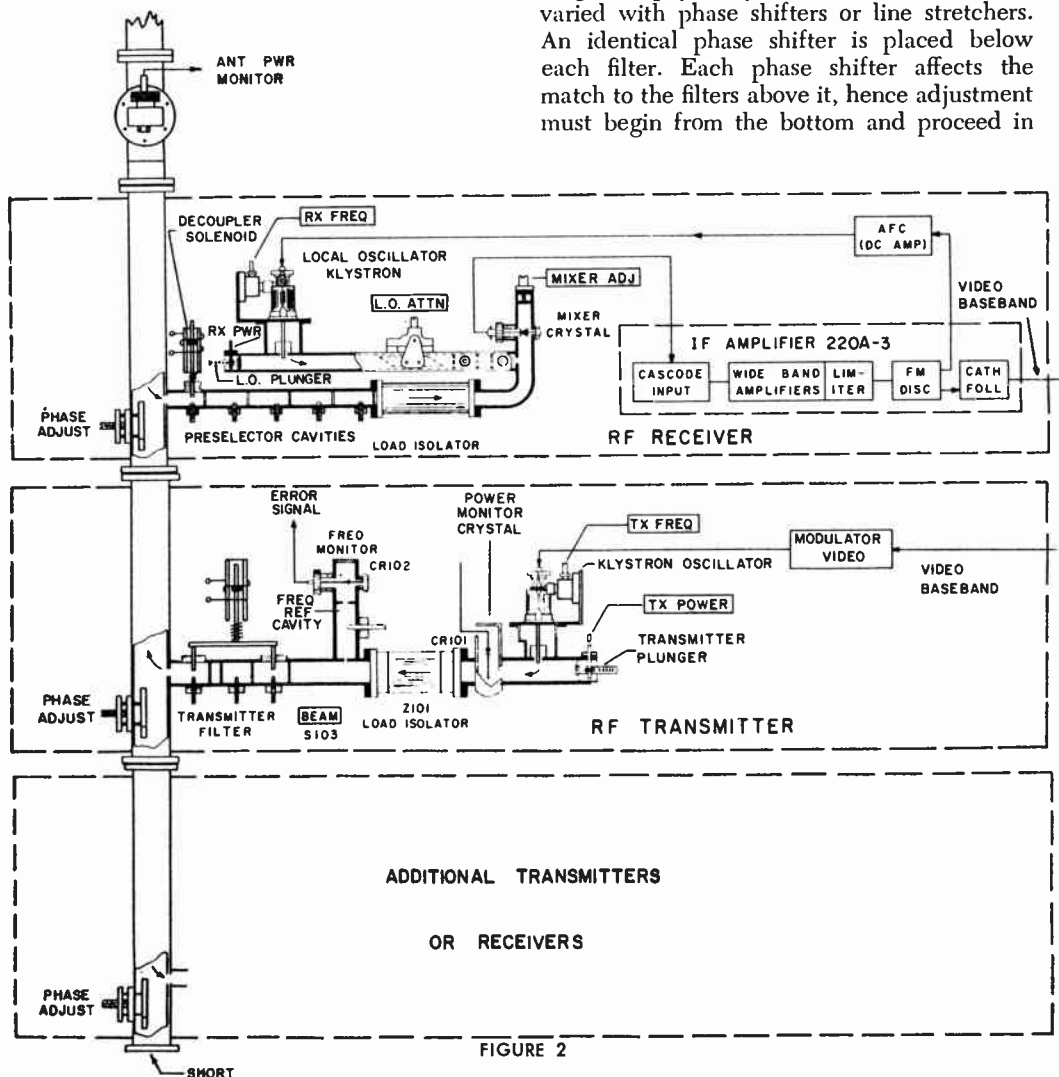 varied with phase shifters or line stretchers.
An identical phase shifter is placed below
each filter. Each phase shifter affects the
match to the filters above it, hence adjustment
must begin from the bottom and proceed in
ANT PWR
MONITOR
DECOUPLER
SOLENOID
RX FREQ
LOCAL OSCILLATOR
KLYSTRON
AFC
(DC AMP)
MIXER ADJ
L.O. ATTN
MIXER
CRYSTAL
VIDEO
BASEBAND
RX PWR
L.O. PLUNGER
IF AMPLIFIER 220A-3
CASCODE
INPUT
WIDE BAND
AMPLIFIERS
LIM-
ITER
FM
DISC
CATH
FOLL
PHASE
ADJUST
PRESELECTOR CAVITIES
LOAD ISOLATOR
RF RECEIVER
ERROR
SIGNAL
POWER
MONITOR
CRYSTAL
TX FREQ
MODULATOR
VIDEO
FREQ
MONITOR
CR102
KLYSTRON OSCILLATOR
VIDEO
BASEBAND
FREQ
REF
CAVITY
CR101
TX POWER
TRANSMITTER
PLUNGER
PHASE
ADJUST
TRANSMITTER
FILTER
BEAM
S103
Z101
LOAD ISOLATOR
RF TRANSMITTER
ADDITIONAL TRANSMITTERS
OR RECEIVERS
PHASE
ADJUST
FIGURE 2
SHORT